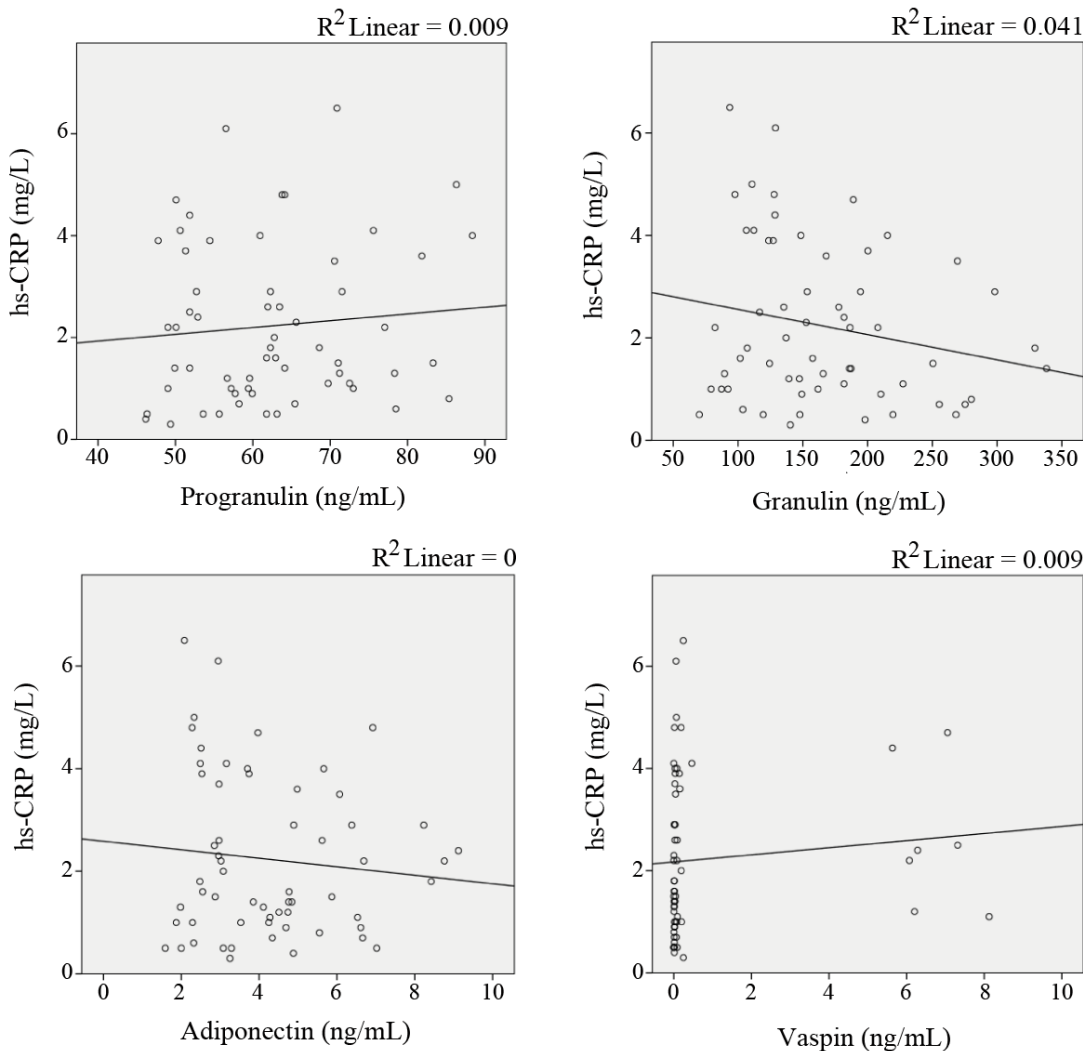 R² Linear = 0.009
hs-CRP (mg/L)
6
4
2
0
40 50 60 70 80 90
Progranulin (ng/mL)
R² Linear = 0.041
hs-CRP (mg/L)
6
4
2
0
50 100 150 200 250 300 350
Granulin (ng/mL)
R² Linear = 0
hs-CRP (mg/L)
6
4
2
0
0 2 4 6 8 10
Adiponectin (ng/mL)
R² Linear = 0.009
hs-CRP (mg/L)
6
4
2
0
0 2 4 6 8 10
Vaspin (ng/mL)